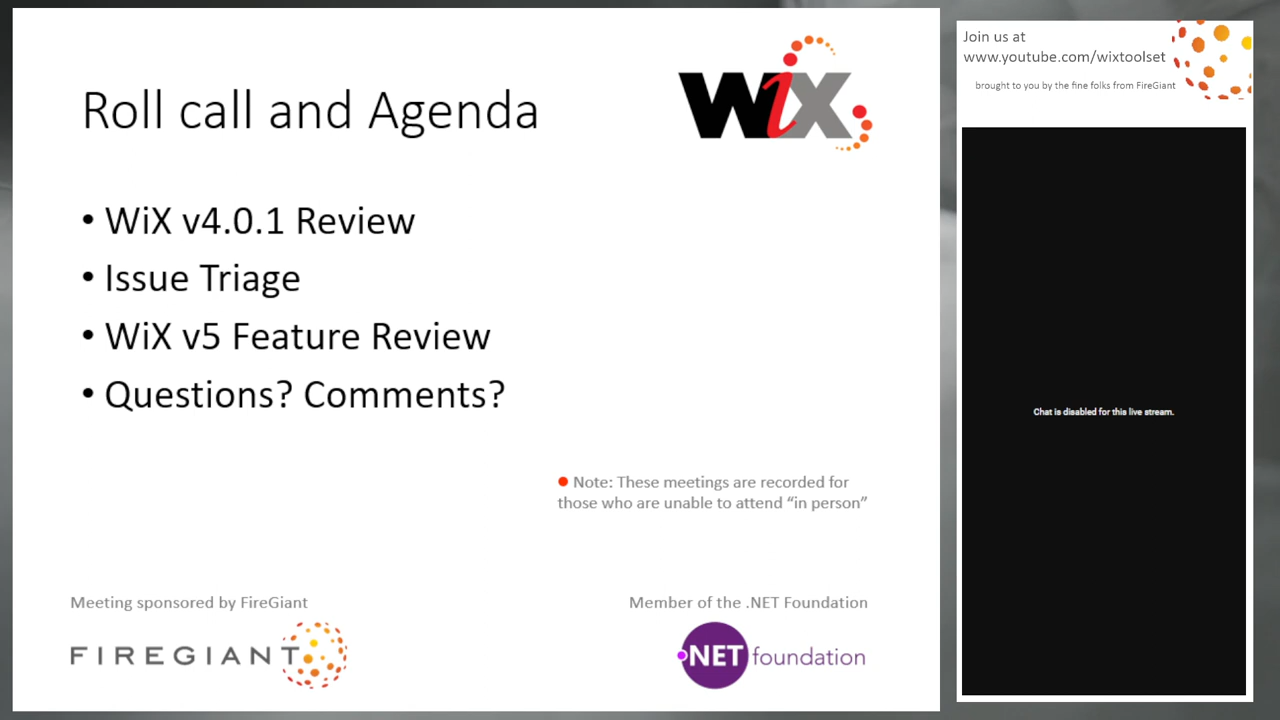 Roll call and Agenda
WiX
• WiX v4.0.1 Review
• Issue Triage
• WiX v5 Feature Review
• Questions? Comments?
Note: These meetings are recorded for
those who are unable to attend “in person”
Meeting sponsored by FireGiant
FIREGIANT
Member of the .NET Foundation
.NET foundation
Join us at
www.youtube.com/wixtoolset
brought to you by the fine folks from FireGiant
Chat is disabled for this live stream.